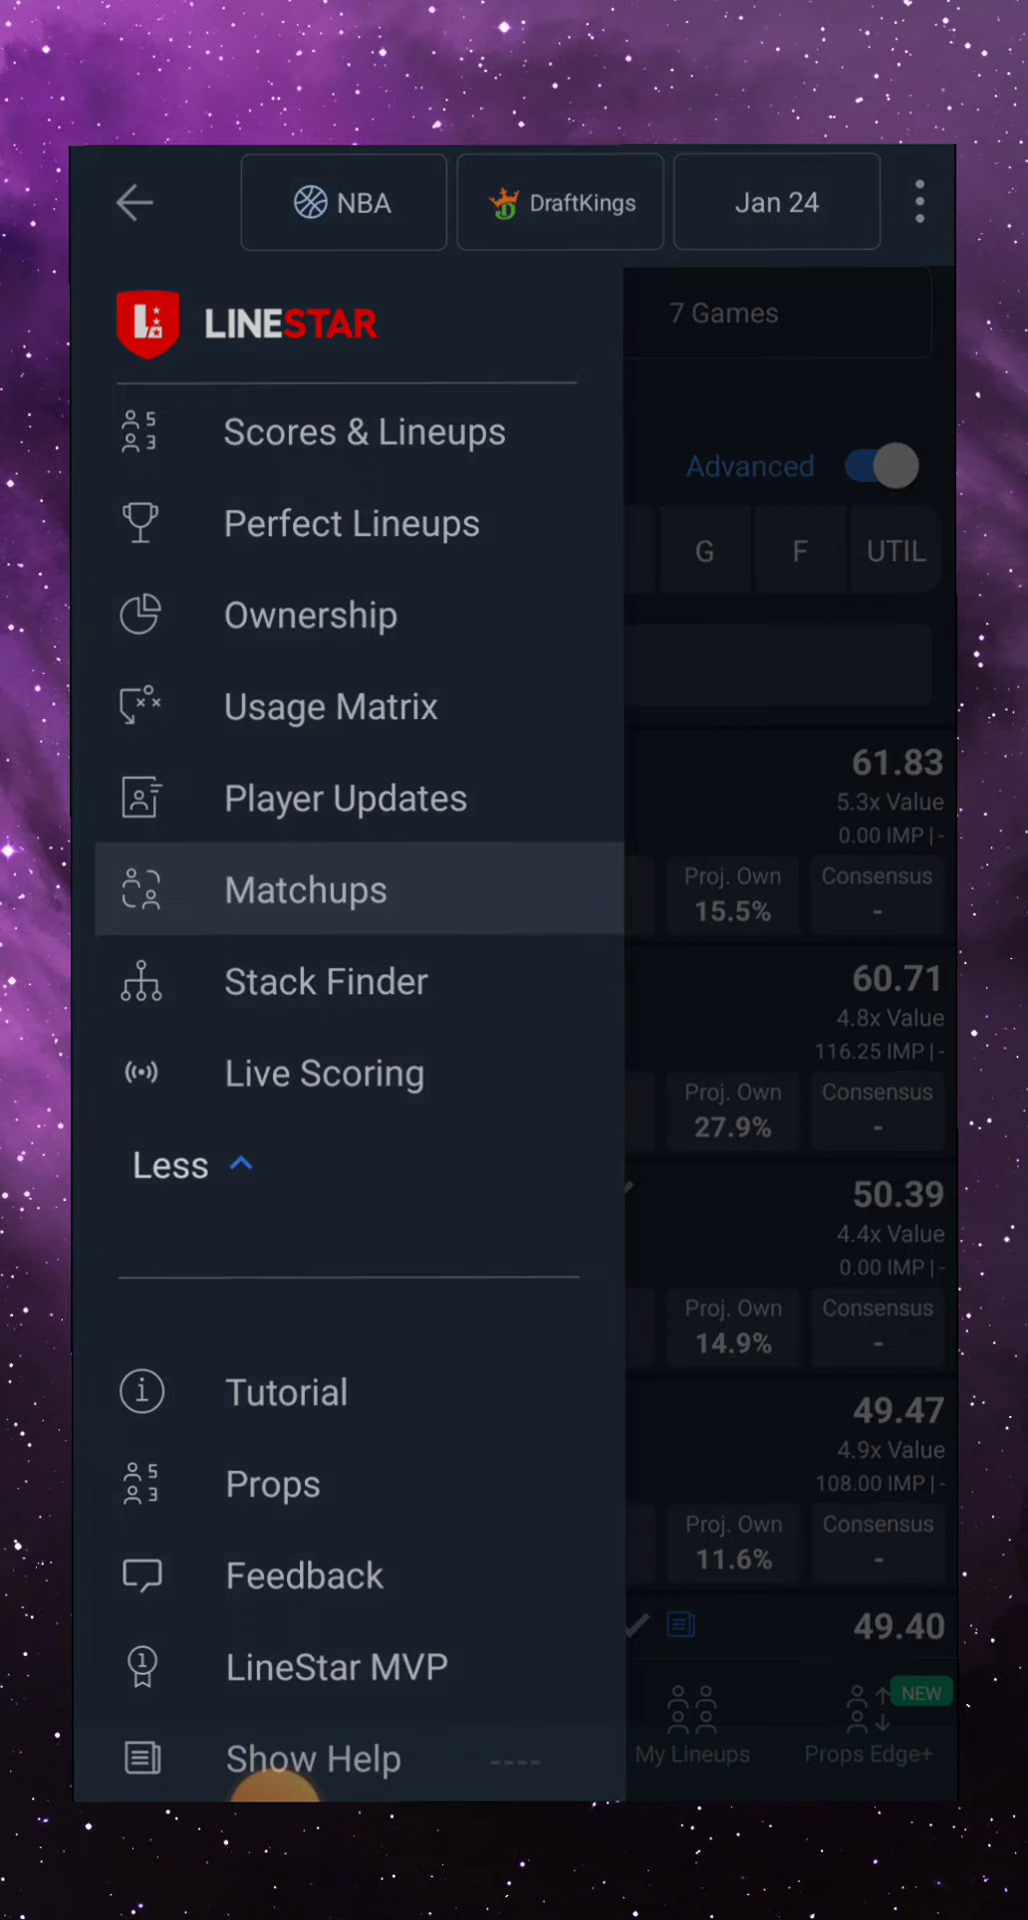 NBA
DraftKings
Jan 24
LINESTAR
7 Games
Scores & Lineups
Advanced
Perfect Lineups
G
F
UTIL
Ownership
Usage Matrix
61.83
5.3x Value
0.00 IMP | -
Player Updates
Matchups
Proj. Own
15.5%
Consensus
-
Stack Finder
60.71
4.8x Value
116.25 IMP | -
Live Scoring
Proj. Own
27.9%
Consensus
-
Less
50.39
4.4x Value
0.00 IMP | -
Proj. Own
14.9%
Consensus
-
Tutorial
49.47
4.9x Value
108.00 IMP | -
Props
Proj. Own
11.6%
Consensus
-
Feedback
49.40
LineStar MVP
NEW
Show Help
----
My Lineups
Props Edge+